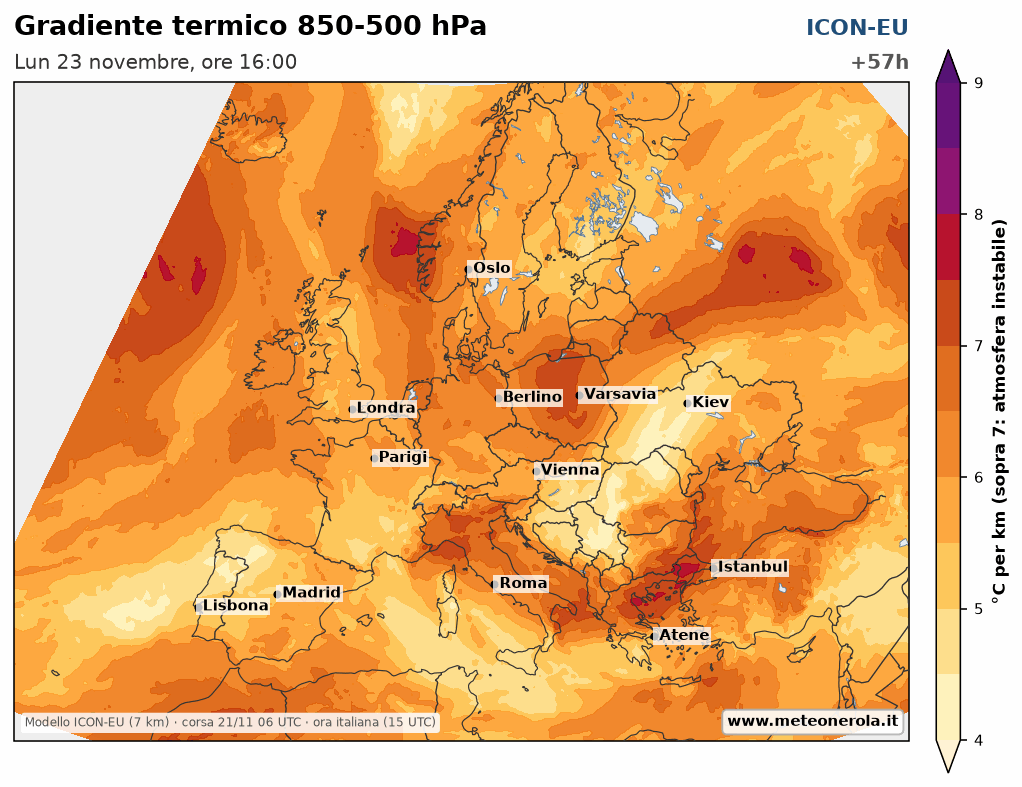 Gradiente termico 850-500 hPa
ICON-EU
Lun 23 novembre, ore 16:00
+57h
9
8
7
6
5
4
°C per km (sopra 7: atmosfera instabile)
Oslo
Berlino
Varsavia
Kiev
Londra
Parigi
Vienna
Istanbul
Roma
Madrid
Lisbona
Atene
Modello ICON-EU (7 km) · corsa 21/11 06 UTC · ora italiana (15 UTC)
www.meteonerola.it